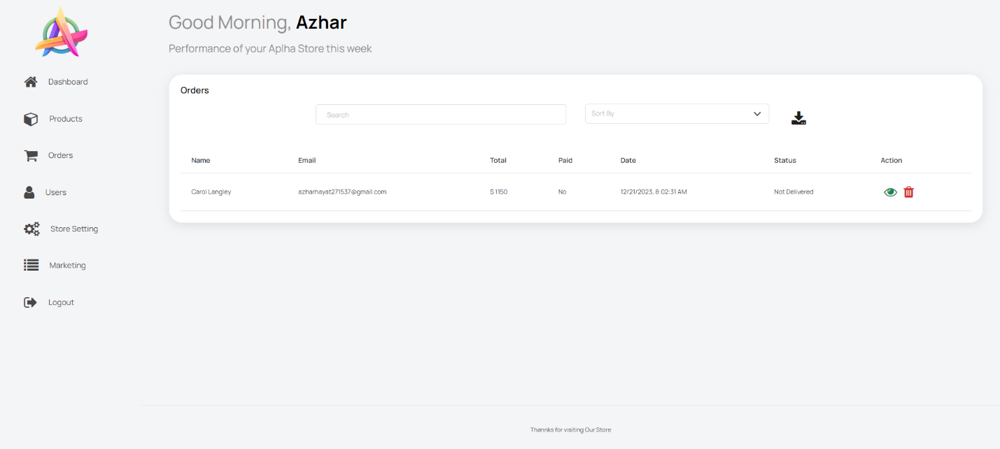 Good Morning, Azhar
Performance of your Aplha Store this week
Dashboard
Products
Orders
Users
Store Setting
Marketing
Logout
Orders
Search
Sort By
Name Email Total Paid Date Status Action
Carol Langley azharhayat271537@gmail.com $1150 No 12/21/2023, 8:02:31 AM Not Delivered
Thannks for visiting Our Store